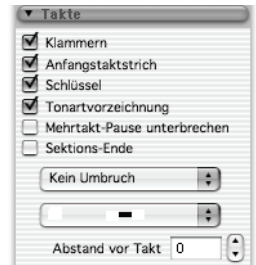 Takte
Klammern
Anfangstaktstrich
Schlüssel
Tonartvorzeichnung
Mehrtakt-Pause unterbrechen
Sektions-Ende
Kein Umbruch
Abstand vor Takt 0